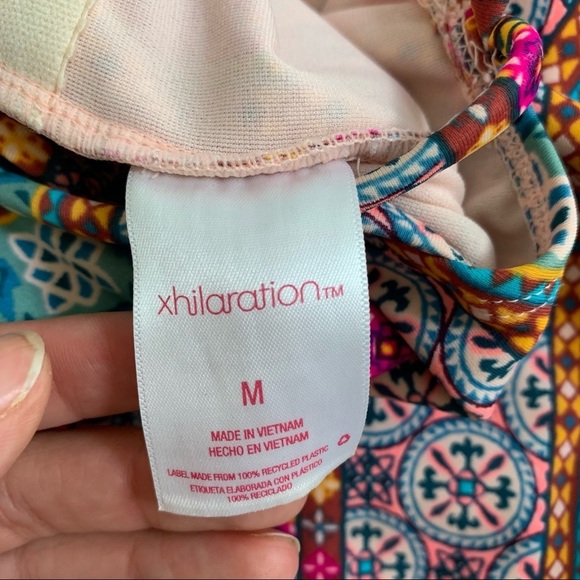 xhilaration™
M
MADE IN VIETNAM
HECHO EN VIETNAM
LABEL MADE FROM 100% RECYCLED PLASTIC
ETIQUETA ELABORADA CON PLÁSTICO
100% RECICLADO